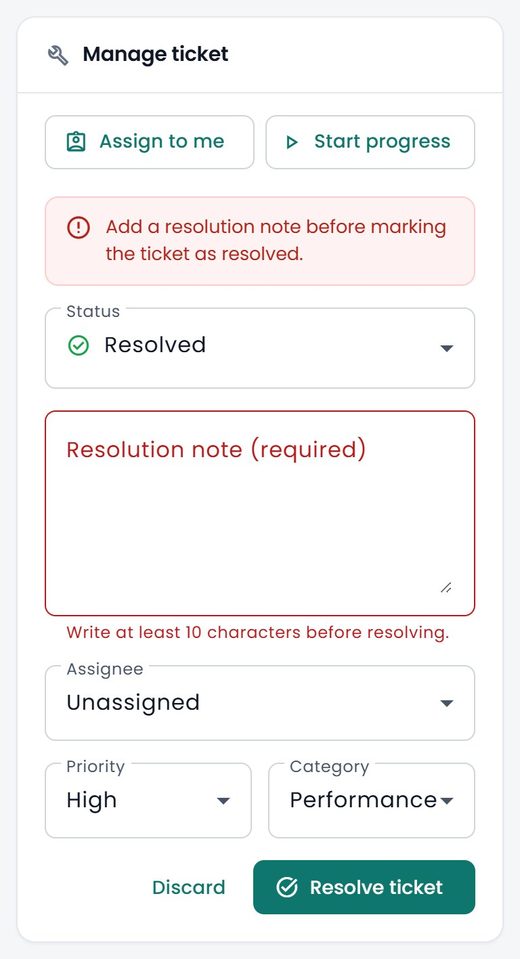 Manage ticket
Assign to me
Start progress
Add a resolution note before marking
the ticket as resolved.
Status
Resolved
Resolution note (required)
Write at least 10 characters before resolving.
Assignee
Unassigned
Priority
High
Category
Performance
Discard
Resolve ticket